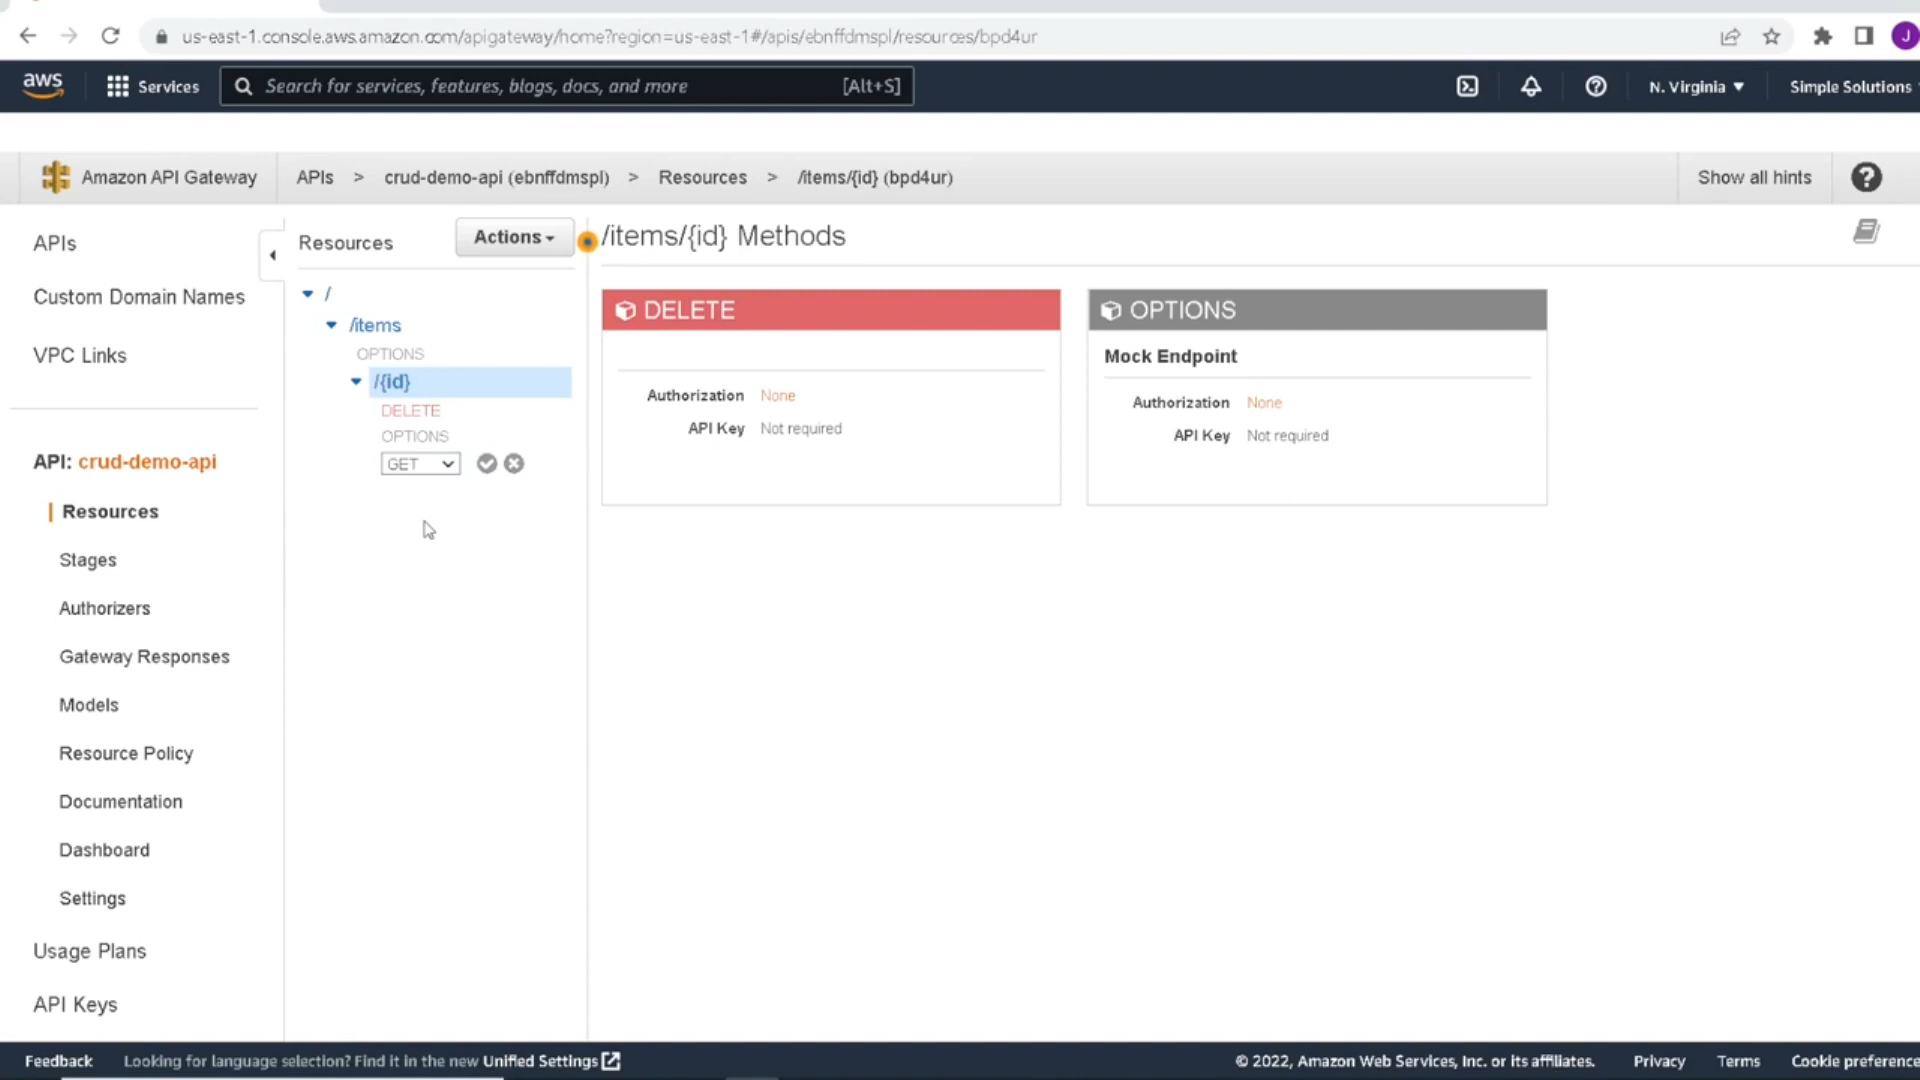 us-east-1.console.aws.amazon.com/apigateway/home?region=us-east-1#/apis/ebnffdmspl/resources/bpd4ur
J
aws
Services
Search for services, features, blogs, docs, and more
[Alt+S]
N. Virginia
Simple Solutions
Amazon API Gateway
APIs > crud-demo-api (ebnffdmspl) > Resources > /items/{id} (bpd4ur)
Show all hints
?
APIs
Custom Domain Names
VPC Links
API: crud-demo-api
Resources
Stages
Authorizers
Gateway Responses
Models
Resource Policy
Documentation
Dashboard
Settings
Usage Plans
API Keys
Resources
Actions
/
/items
OPTIONS
/{id}
DELETE
OPTIONS
GET
/items/{id} Methods
DELETE
Authorization None
API Key Not required
OPTIONS
Mock Endpoint
Authorization None
API Key Not required
Feedback
Looking for language selection? Find it in the new Unified Settings
© 2022, Amazon Web Services, Inc. or its affiliates.
Privacy
Terms
Cookie preference